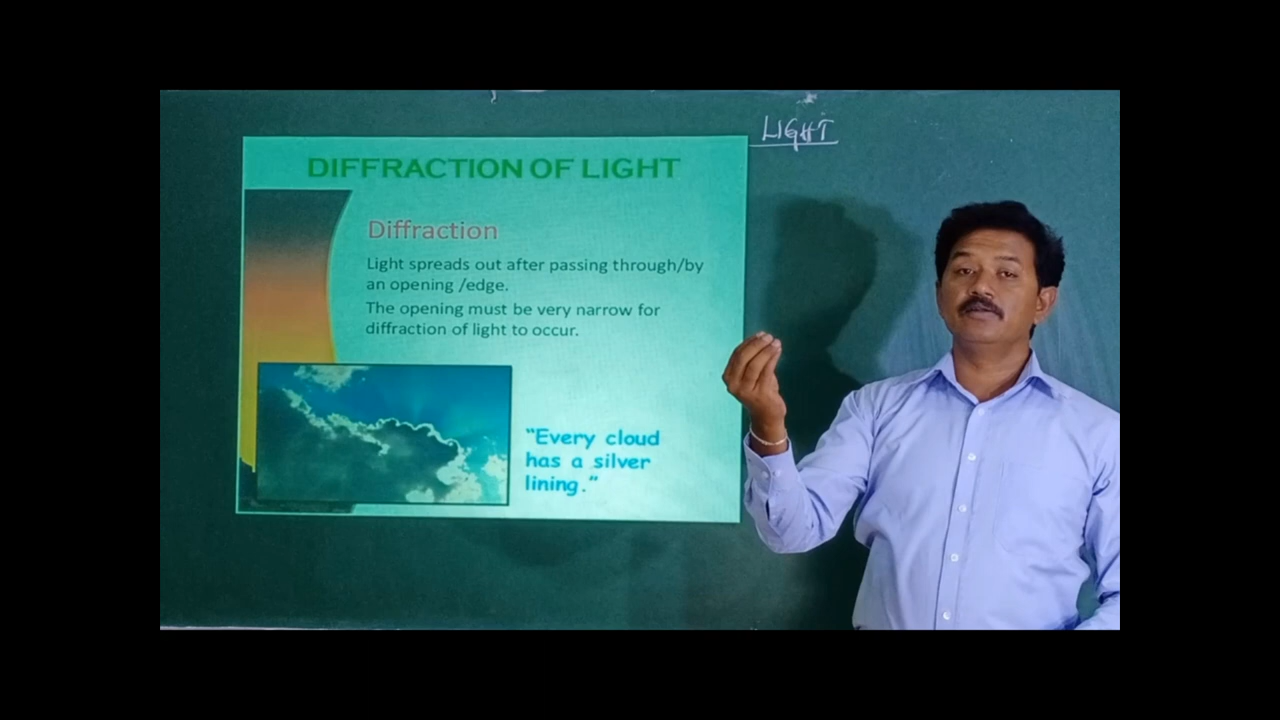 LIGHT
DIFFRACTION OF LIGHT
Diffraction
Light spreads out after passing through/by
an opening /edge.
The opening must be very narrow for
diffraction of light to occur.
“Every cloud
has a silver
lining.”